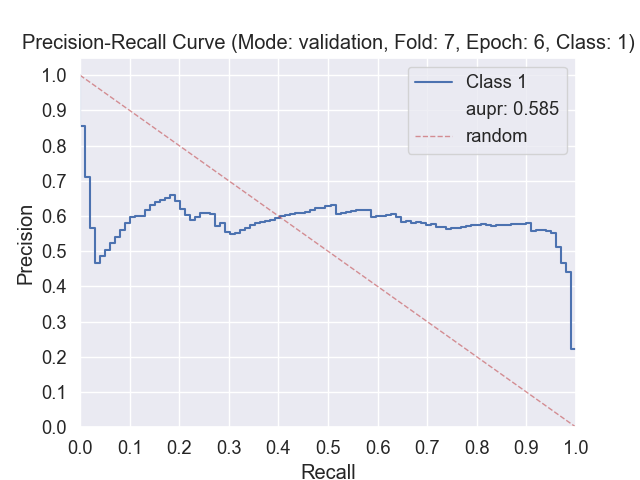 Precision-Recall Curve (Mode: validation, Fold: 7, Epoch: 6, Class: 1)
1.0
0.9
0.8
0.7
0.6
0.5
0.4
0.3
0.2
0.1
0.0
Precision
Class 1
aupr: 0.585
random
0.0 0.1 0.2 0.3 0.4 0.5 0.6 0.7 0.8 0.9 1.0
Recall